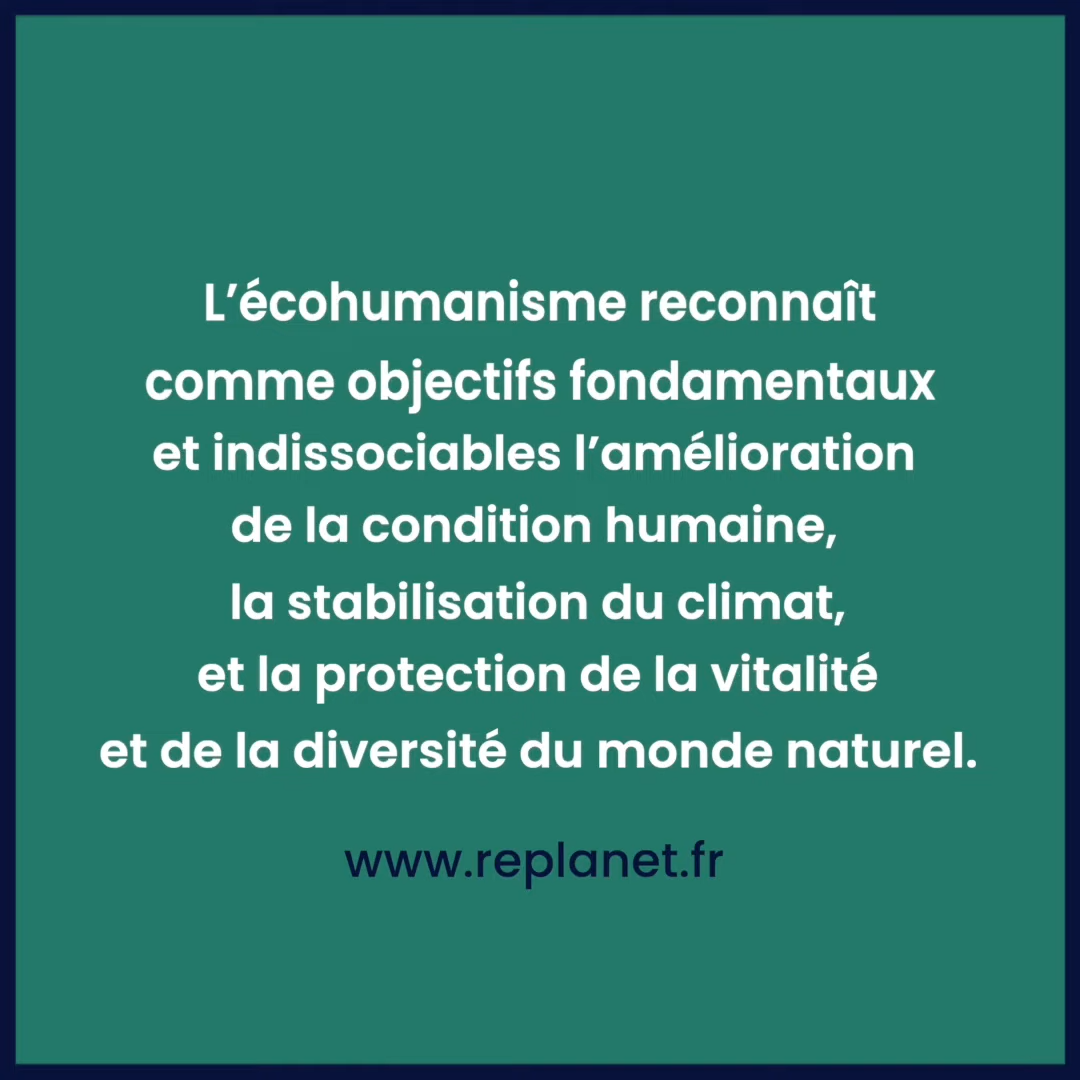 L’écohumanisme reconnaît
comme objectifs fondamentaux
et indissociables l’amélioration
de la condition humaine,
la stabilisation du climat,
et la protection de la vitalité
et de la diversité du monde naturel.
www.replanet.fr